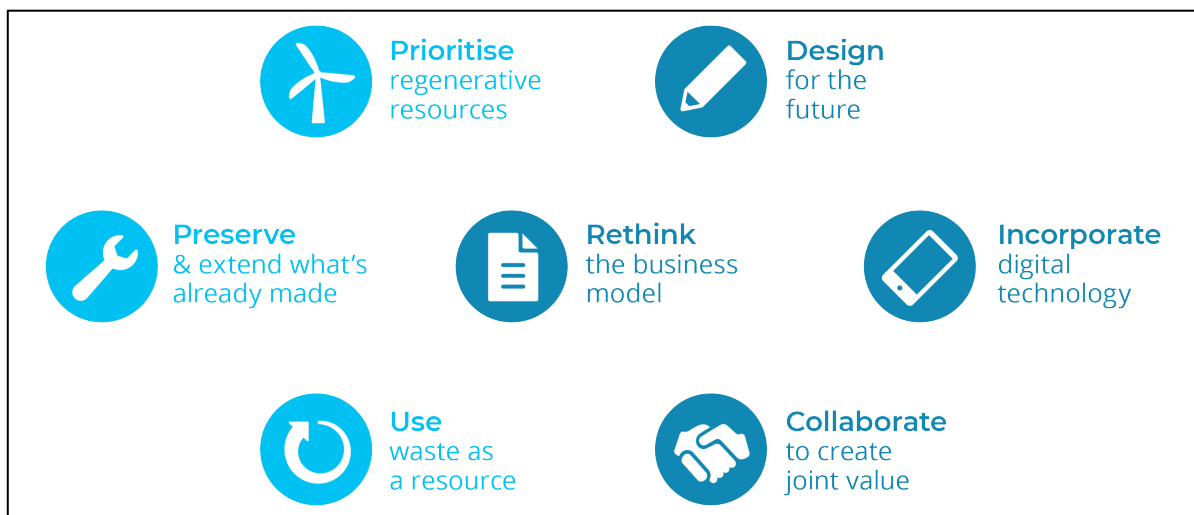 Prioritise
regenerative
resources
Design
for the
future
Preserve
& extend what's
already made
Rethink
the business
model
Incorporate
digital
technology
Use
waste as
a resource
Collaborate
to create
joint value